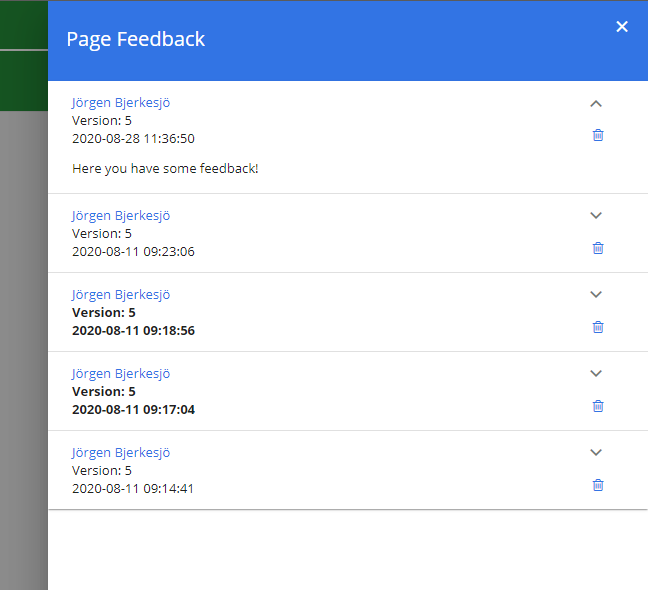 Page Feedback
Jörgen Bjerkesjö
Version: 5
2020-08-28 11:36:50
Here you have some feedback!
Jörgen Bjerkesjö
Version: 5
2020-08-11 09:23:06
Jörgen Bjerkesjö
Version: 5
2020-08-11 09:18:56
Jörgen Bjerkesjö
Version: 5
2020-08-11 09:17:04
Jörgen Bjerkesjö
Version: 5
2020-08-11 09:14:41